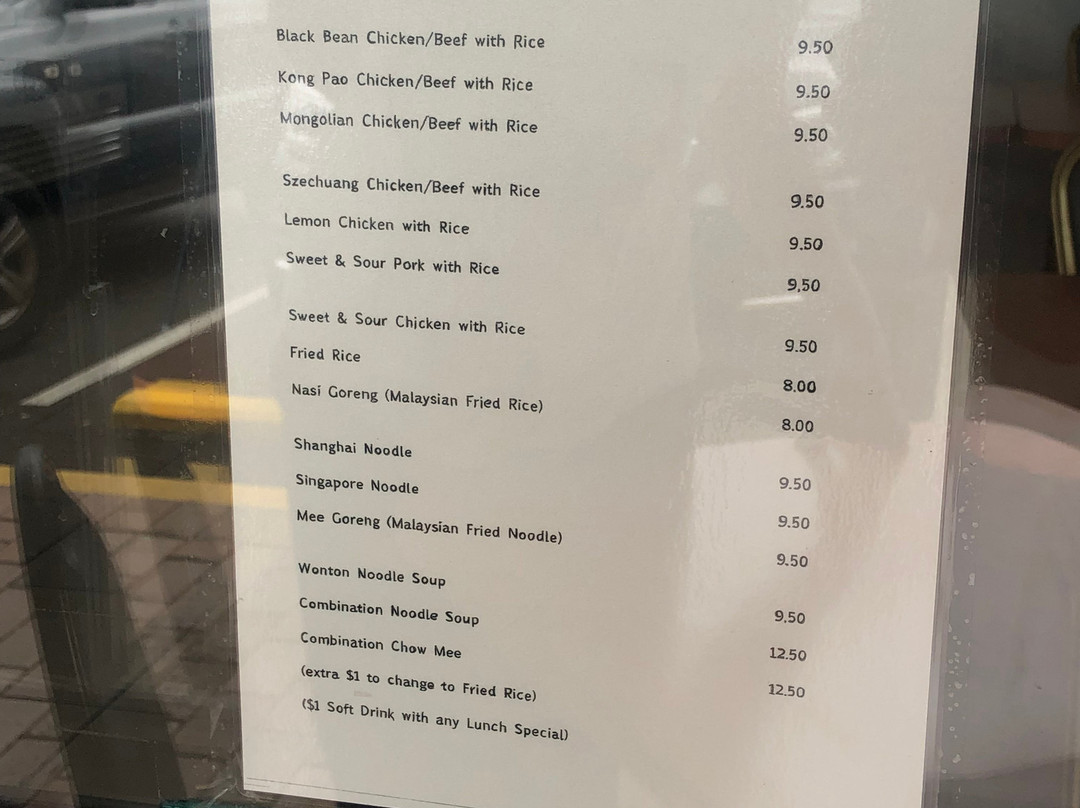 Black Bean Chicken/Beef with Rice 9.50
Kong Pao Chicken/Beef with Rice 9.50
Mongolian Chicken/Beef with Rice 9.50
Szechuang Chicken/Beef with Rice 9.50
Lemon Chicken with Rice 9.50
Sweet & Sour Pork with Rice 9,50
Sweet & Sour Chicken with Rice 9.50
Fried Rice 8.00
Nasi Goreng (Malaysian Fried Rice) 8.00
Shanghai Noodle 9.50
Singapore Noodle 9.50
Mee Goreng (Malaysian Fried Noodle) 9.50
Wonton Noodle Soup 9.50
Combination Noodle Soup 12.50
Combination Chow Mee 12.50
(extra $1 to change to Fried Rice)
($1 Soft Drink with any Lunch Special)